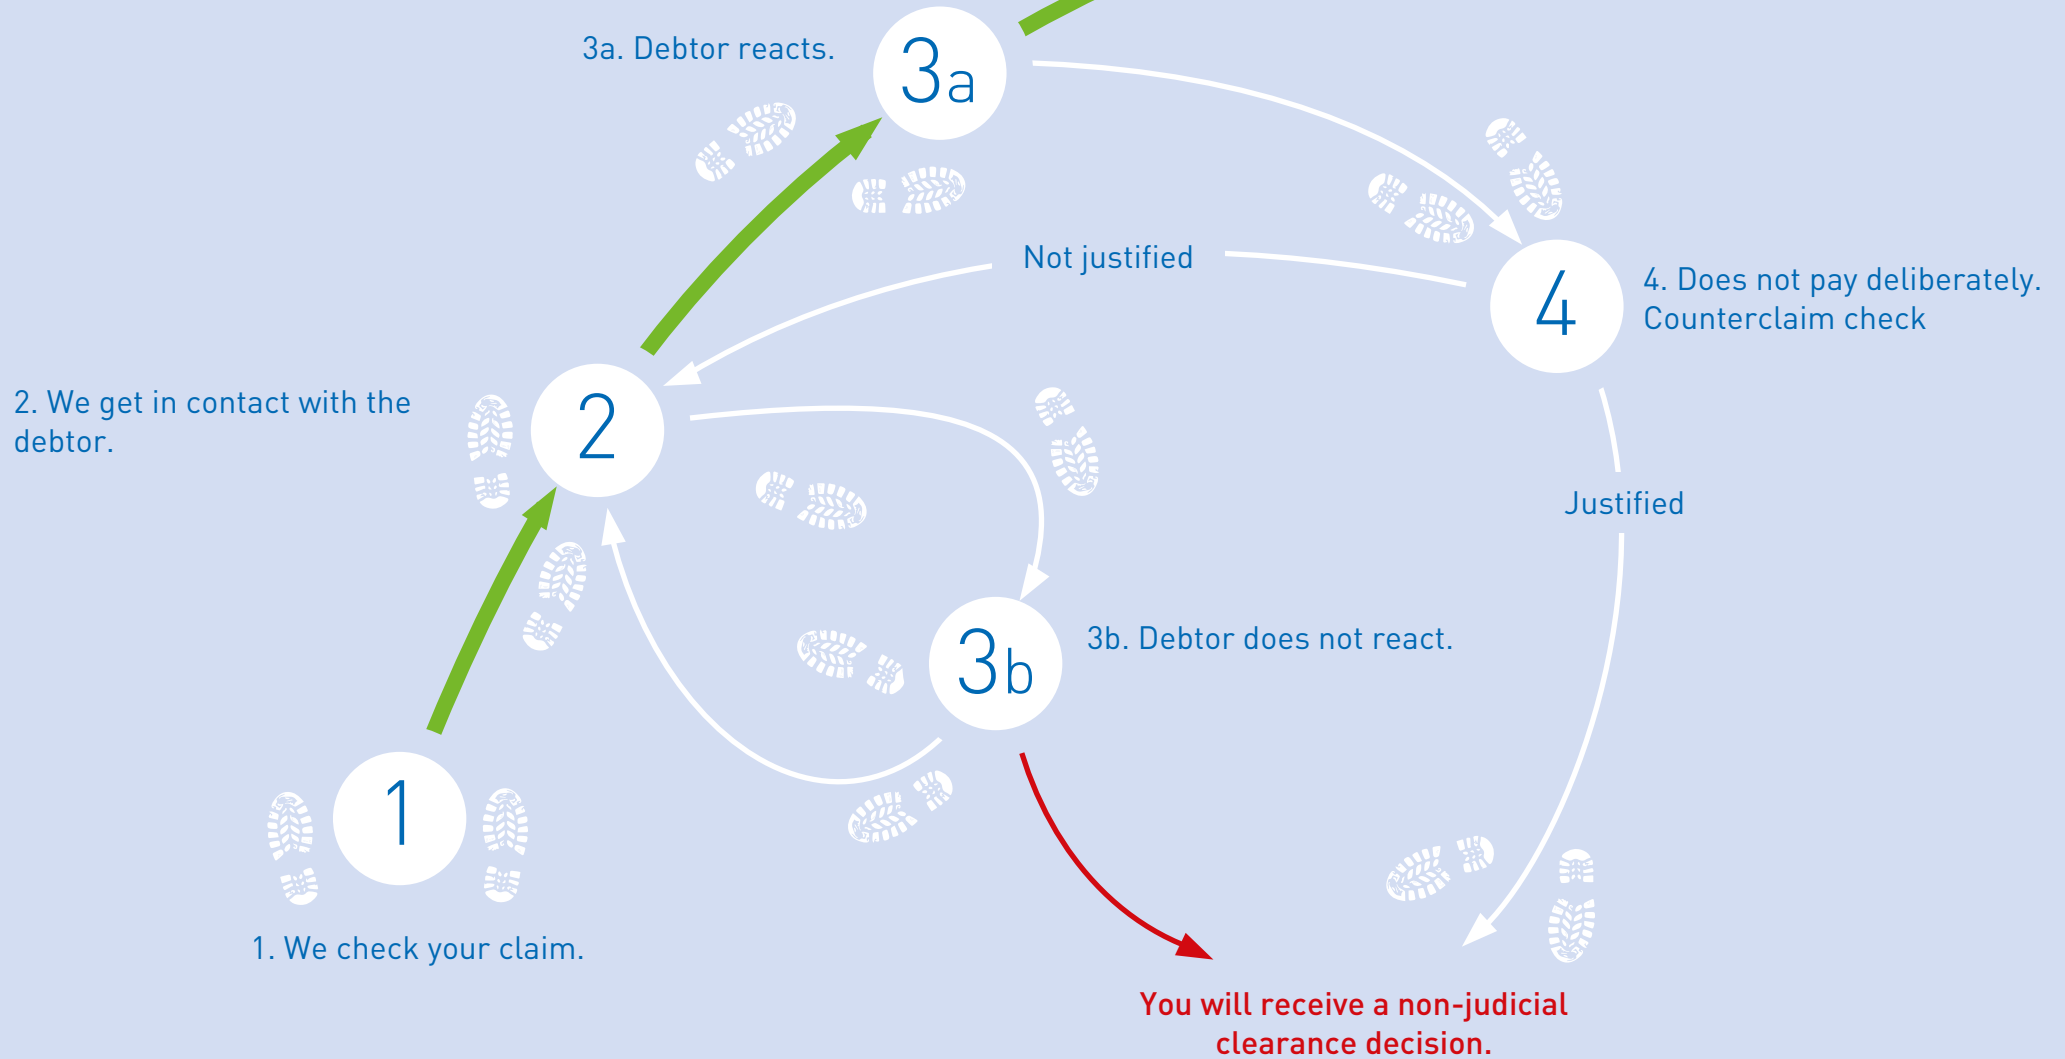 3a. Debtor reacts.
3a
Not justified
4
4. Does not pay deliberately.
Counterclaim check
2. We get in contact with the
debtor.
2
Justified
3b
3b. Debtor does not react.
1
1. We check your claim.
You will receive a non-judicial
clearance decision.